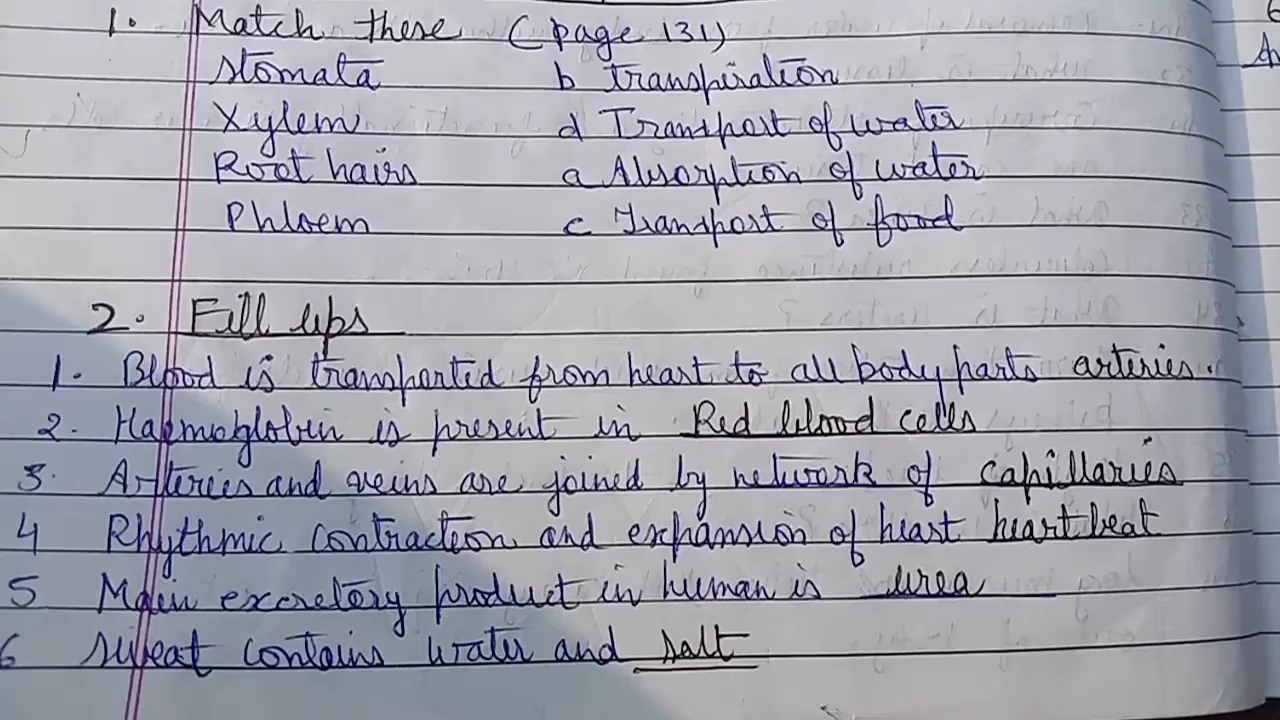 1. Match these (page 131)
Stomata b transpiration
Xylem d Transport of water
Root hairs a Absorption of water
Phloem c Transport of food
2. Fill ups
1. Blood is transported from heart to all body parts arteries.
2. Haemoglobin is present in Red blood cells
3. Arteries and veins are joined by network of capillaries
4 Rhythmic contraction and expansion of heart heartbeat
5 Main excretory product in human is urea
6 sweat contains water and salt